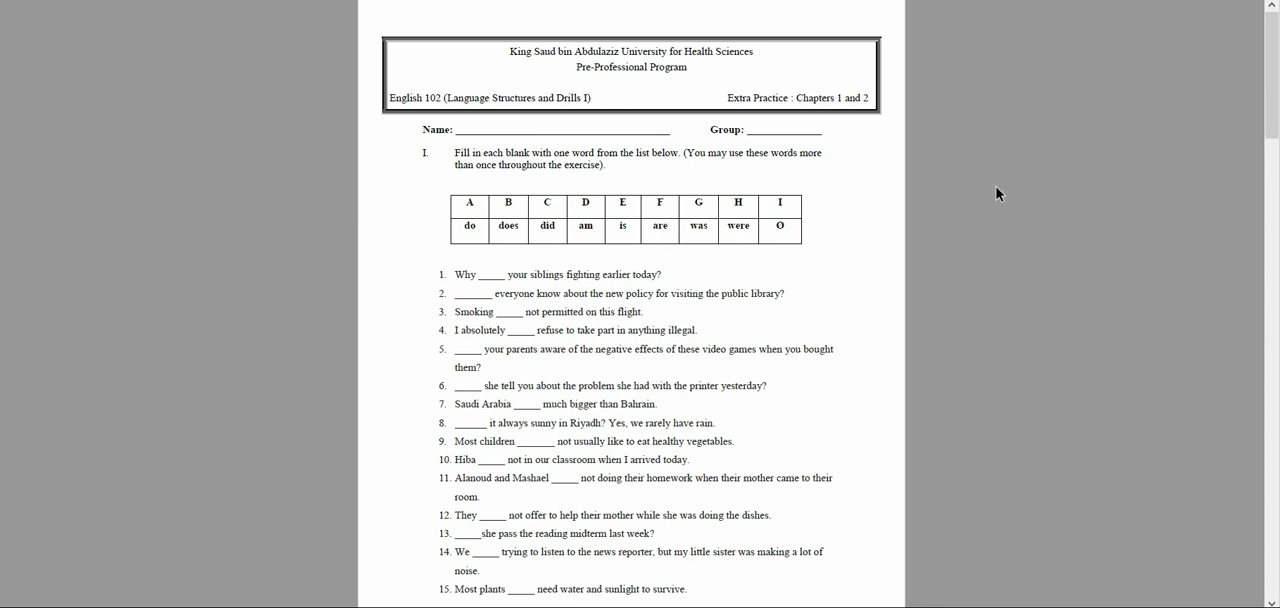 King Saud bin Abdulaziz University for Health Sciences
Pre-Professional Program
English 102 (Language Structures and Drills I) Extra Practice : Chapters 1 and 2
Name: ____________________ Group: __________
I. Fill in each blank with one word from the list below. (You may use these words more
than once throughout the exercise).
A B C D E F G H I
do does did am is are was were Ø
1. Why _____ your siblings fighting earlier today?
2. _______ everyone know about the new policy for visiting the public library?
3. Smoking _____ not permitted on this flight.
4. I absolutely _____ refuse to take part in anything illegal.
5. _____ your parents aware of the negative effects of these video games when you bought
them?
6. _____ she tell you about the problem she had with the printer yesterday?
7. Saudi Arabia _____ much bigger than Bahrain.
8. ______ it always sunny in Riyadh? Yes, we rarely have rain.
9. Most children _______ not usually like to eat healthy vegetables.
10. Hiba _____ not in our classroom when I arrived today.
11. Alanoud and Mashael _____ not doing their homework when their mother came to their
room.
12. They _____ not offer to help their mother while she was doing the dishes.
13. _____she pass the reading midterm last week?
14. We _____ trying to listen to the news reporter, but my little sister was making a lot of
noise.
15. Most plants _____ need water and sunlight to survive.